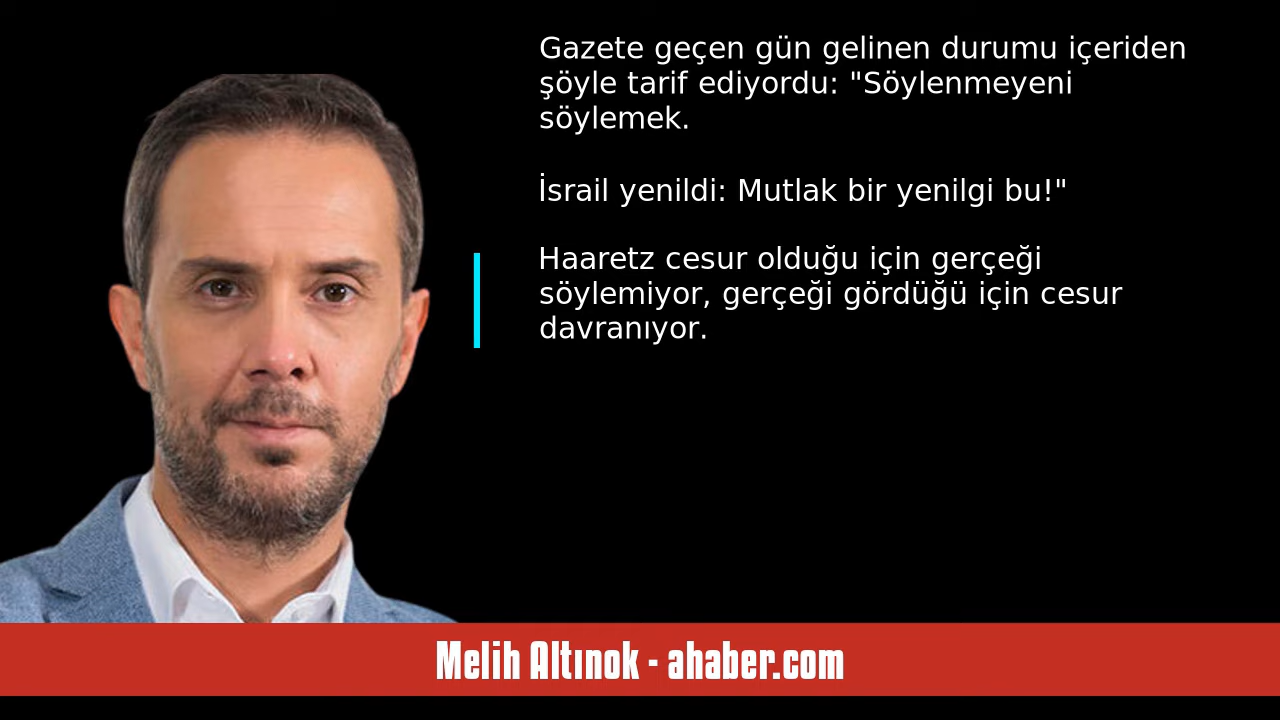 Gazete geçen gün gelinen durumu içeriden
şöyle tarif ediyordu: "Söylenmeyeni
söylemek.
İsrail yenildi: Mutlak bir yenilgi bu!"
Haaretz cesur olduğu için gerçeği
söylemiyor, gerçeği gördüğü için cesur
davranıyor.
Melih Altınok - ahaber.com